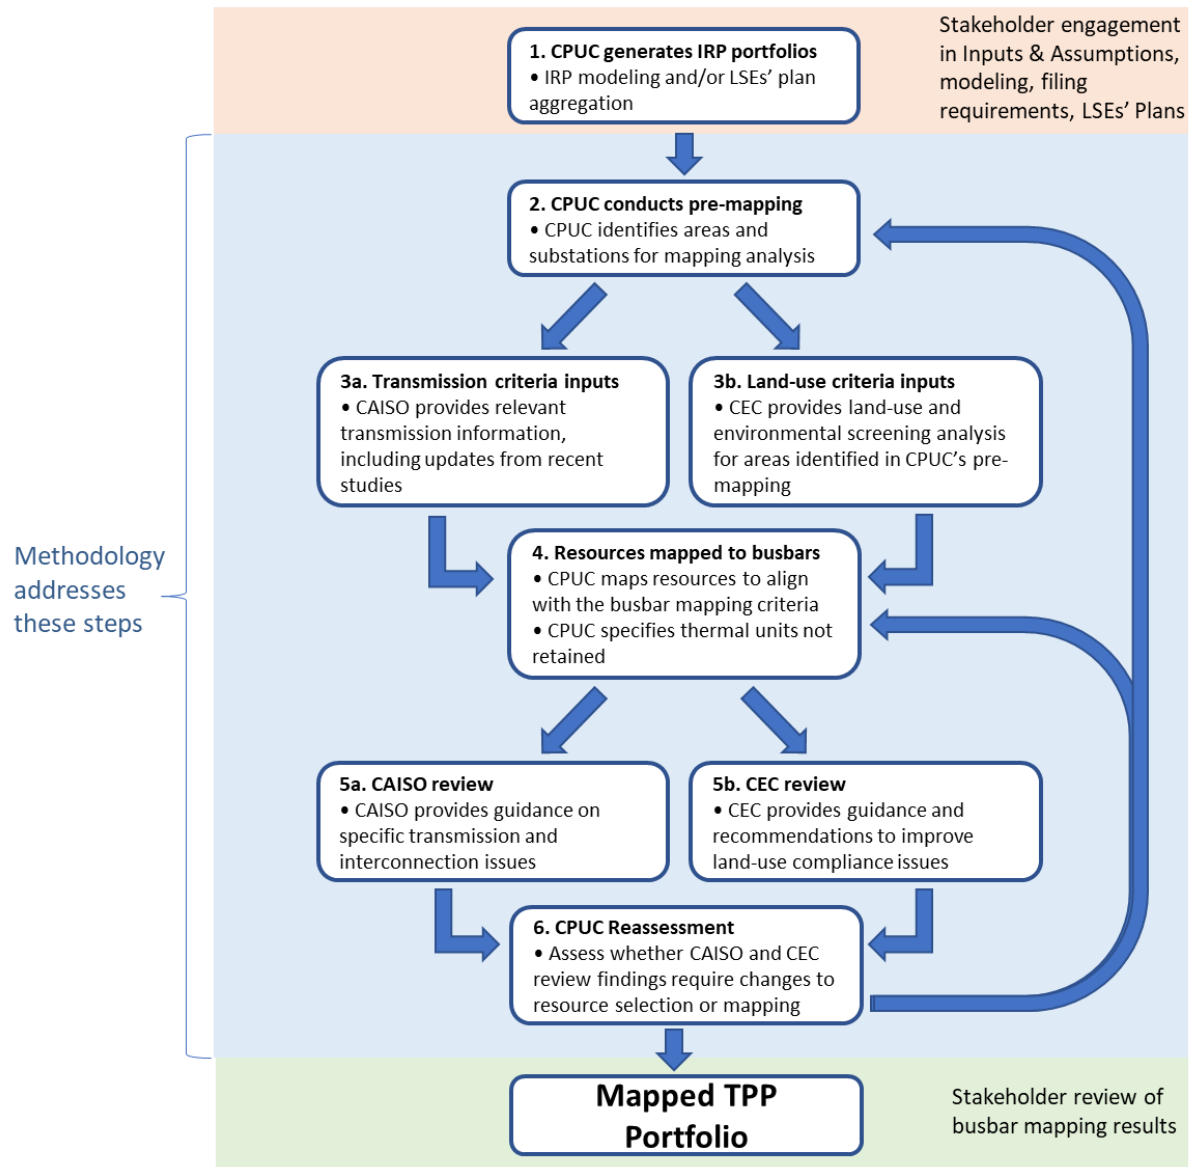 Stakeholder engagement
in Inputs & Assumptions,
modeling, filing
requirements, LSEs' Plans
1. CPUC generates IRP portfolios
• IRP modeling and/or LSEs' plan
aggregation
2. CPUC conducts pre-mapping
• CPUC identifies areas and
substations for mapping analysis
3a. Transmission criteria inputs
• CAISO provides relevant
transmission information,
including updates from recent
studies
3b. Land-use criteria inputs
• CEC provides land-use and
environmental screening analysis
for areas identified in CPUC's pre-
mapping
Methodology
addresses
these steps
4. Resources mapped to busbars
• CPUC maps resources to align
with the busbar mapping criteria
• CPUC specifies thermal units not
retained
5a. CAISO review
• CAISO provides guidance on
specific transmission and
interconnection issues
5b. CEC review
• CEC provides guidance and
recommendations to improve
land-use compliance issues
6. CPUC Reassessment
• Assess whether CAISO and CEC
review findings require changes to
resource selection or mapping
Mapped TPP
Portfolio
Stakeholder review of
busbar mapping results